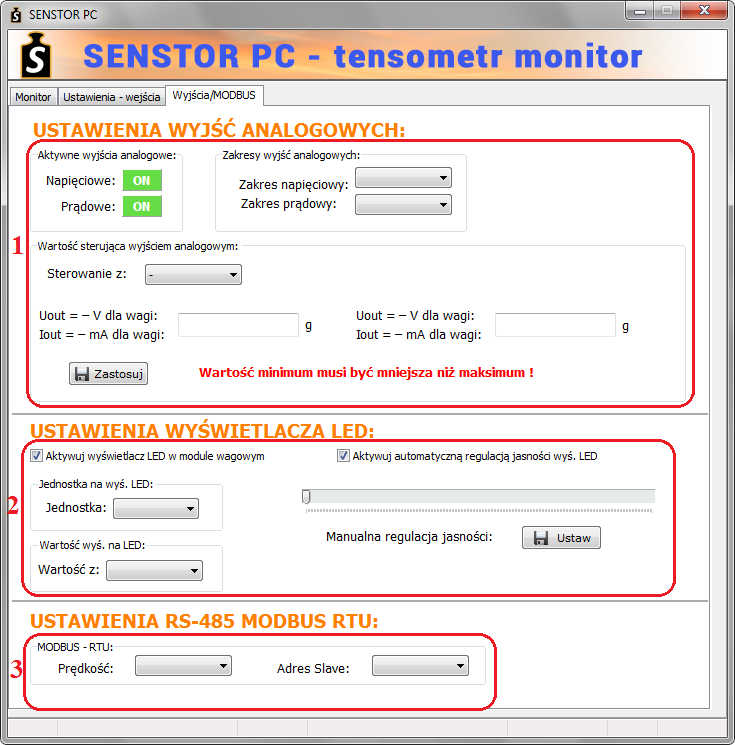 SENSTOR PC
S
SENSTOR PC - tensometr monitor
Monitor Ustawienia - wejścia Wyjścia/MODBUS
USTAWIENIA WYJŚĆ ANALOGOWYCH:
Aktywne wyjścia analogowe: Zakresy wyjść analogowych:
Napięciowe: ON Zakres napięciowy:
Prądowe: ON Zakres prądowy:
1
Wartość sterująca wyjściem analogowym:
Sterowanie z: -
Uout = – V dla wagi: Uout = – V dla wagi:
g g
Iout = – mA dla wagi: Iout = – mA dla wagi:
Zastosuj Wartość minimum musi być mniejsza niż maksimum !
USTAWIENIA WYŚWIETLACZA LED:
Aktywuj wyświetlacz LED w module wagowym Aktywuj automatyczną regulacją jasności wyś. LED
Jednostka na wyś. LED:
2
Jednostka:
Manualna regulacja jasności: Ustaw
Wartość wyś. na LED:
Wartość z:
USTAWIENIA RS-485 MODBUS RTU:
MODBUS - RTU:
3
Prędkość: Adres Slave: